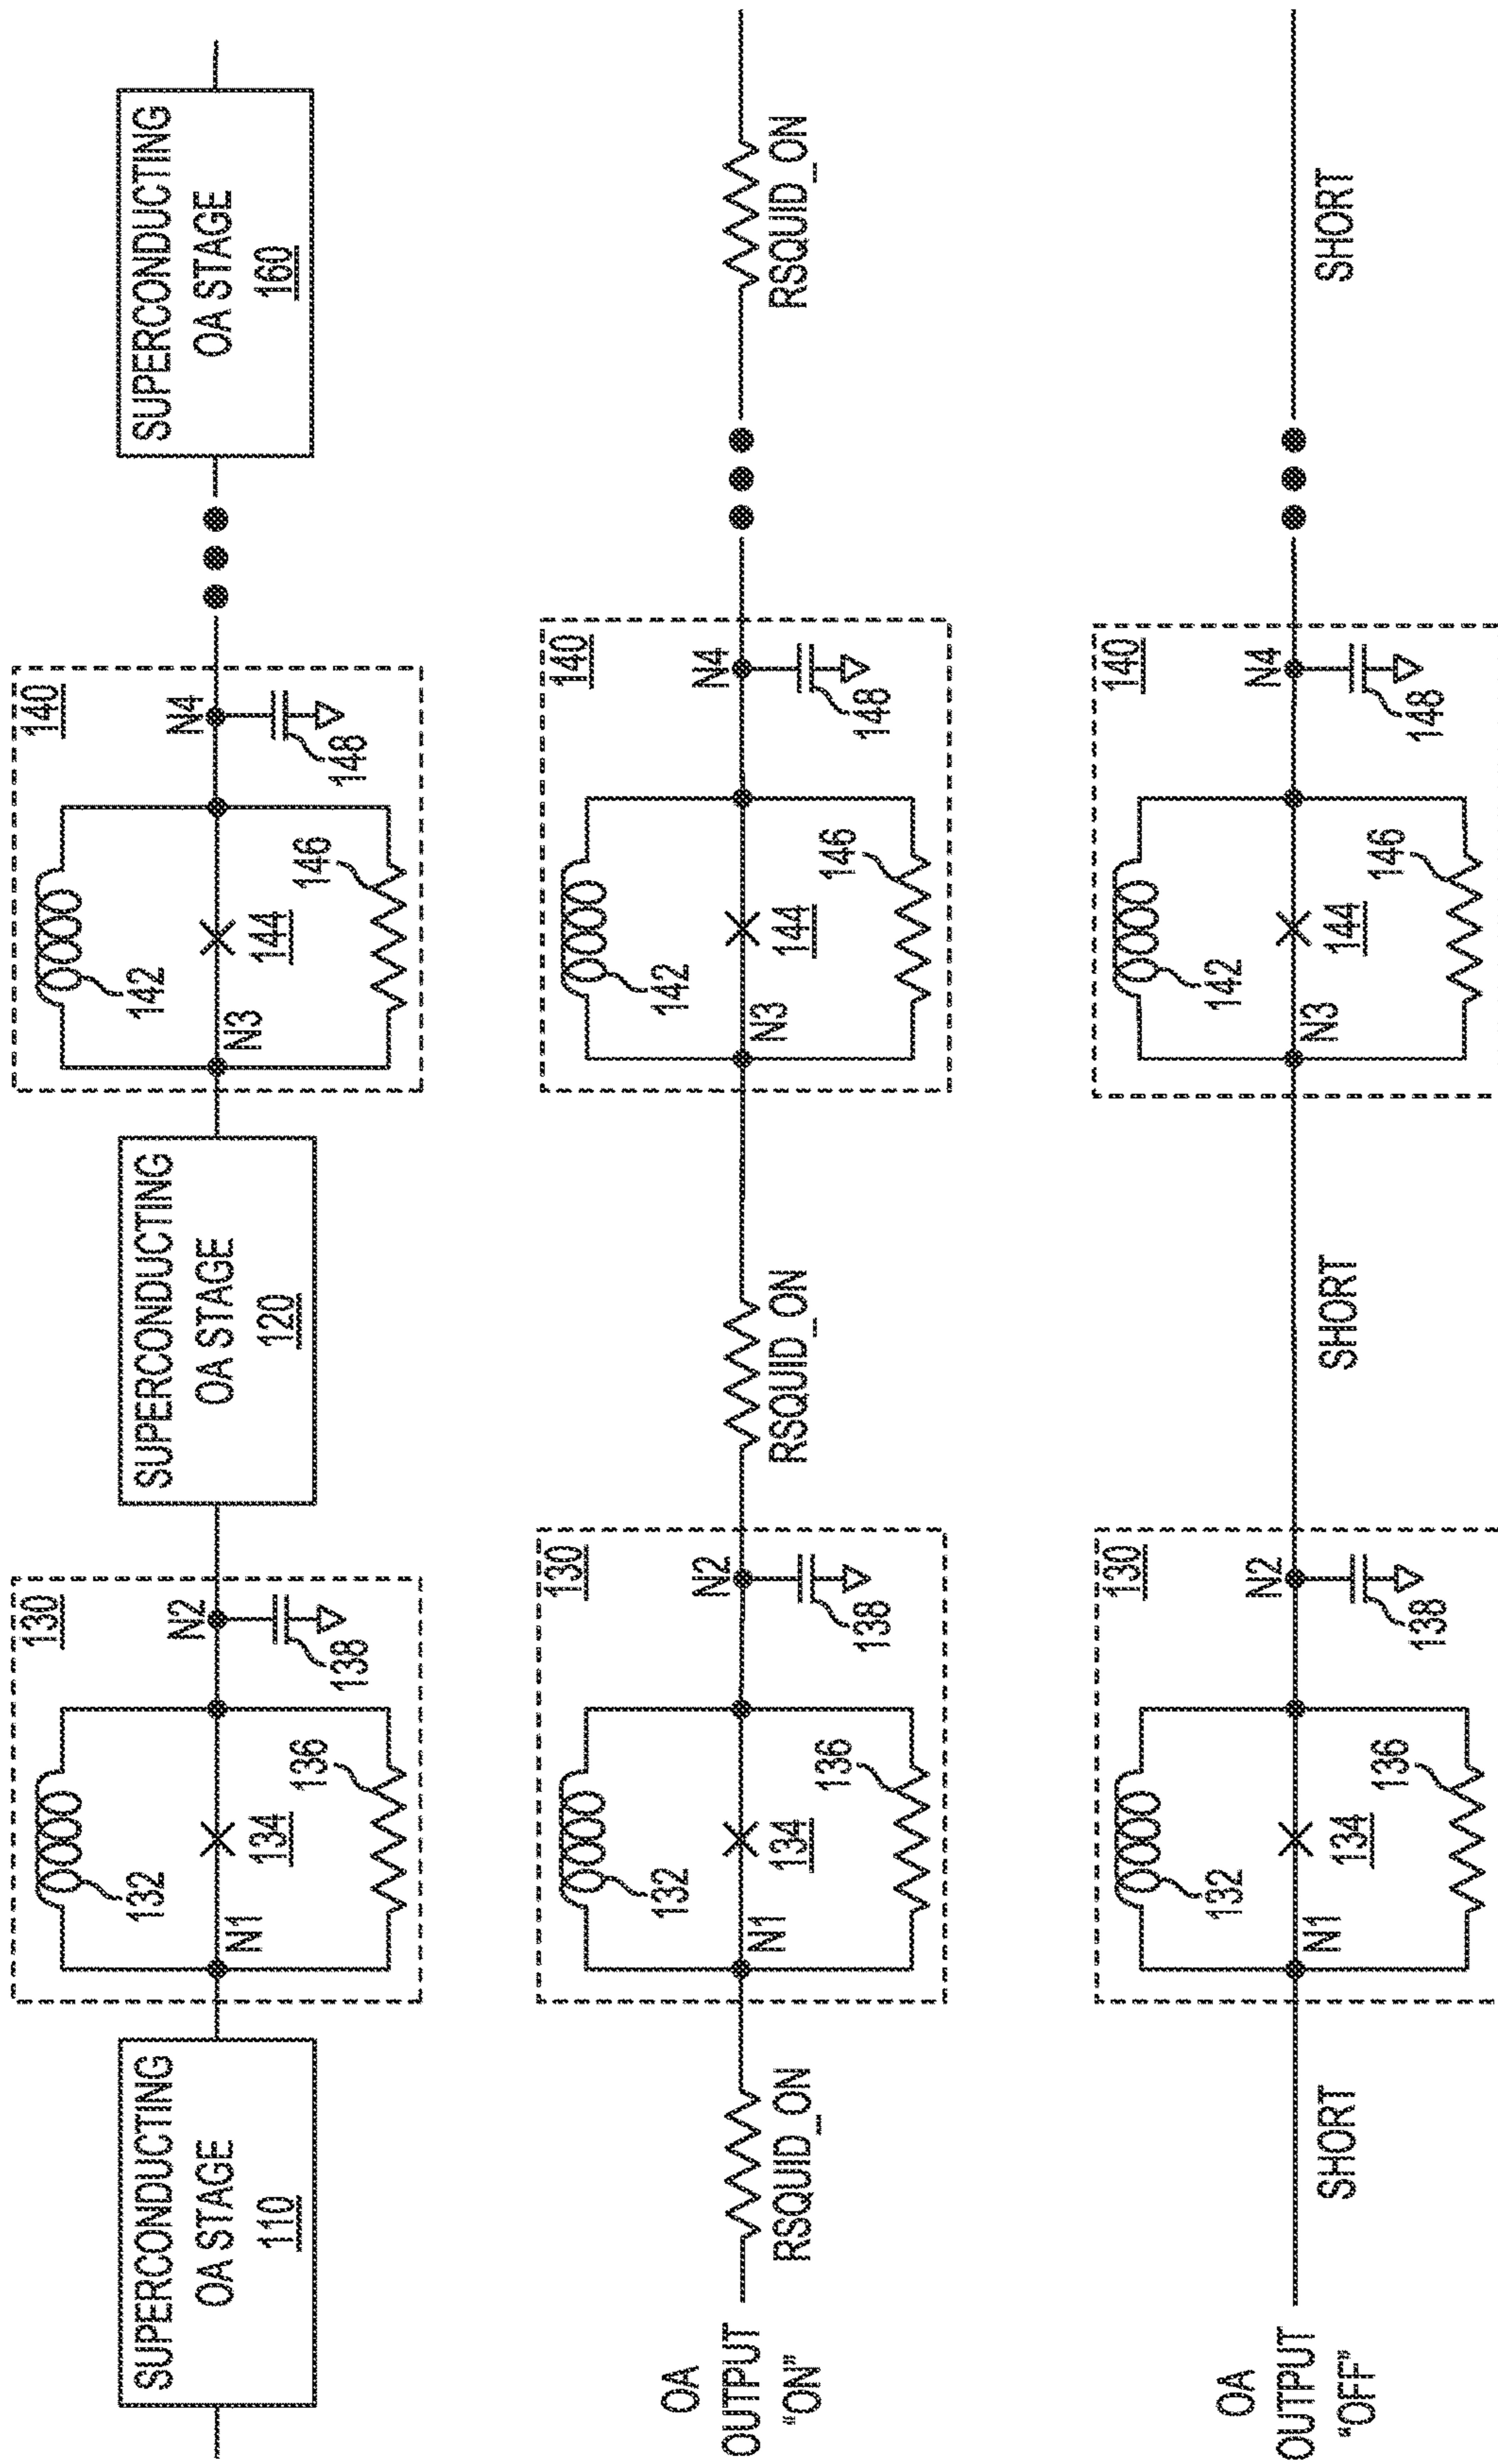 SUPERCONDUCTING
OA STAGE
110
130
132
134
136
138
N1
N2
SUPERCONDUCTING
OA STAGE
120
140
142
144
146
148
N3
N4
SUPERCONDUCTING
OA STAGE
160
OA
OUTPUT
“ON”
RSQUID_ON
130
132
134
136
138
N1
N2
RSQUID_ON
140
142
144
146
148
N3
N4
RSQUID_ON
OA
OUTPUT
“OFF”
SHORT
130
132
134
136
138
N1
N2
SHORT
140
142
144
146
148
N3
N4
SHORT